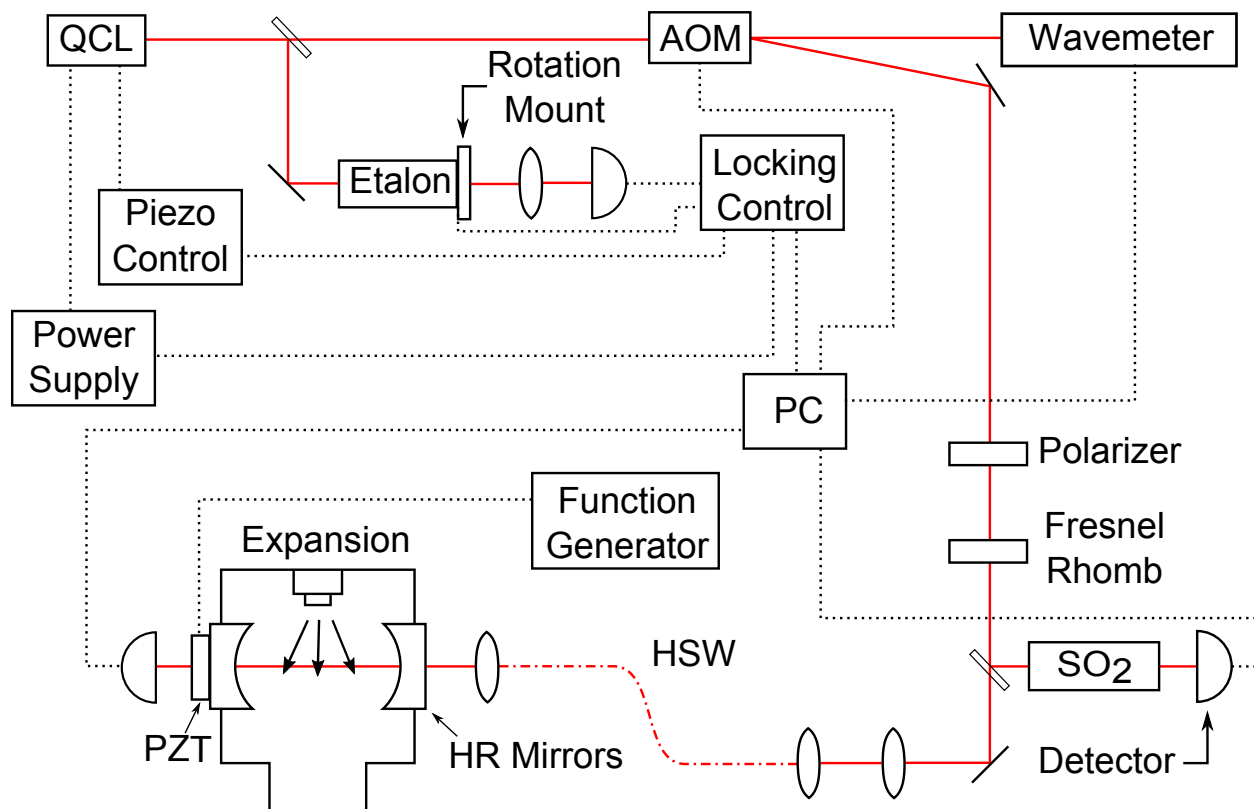 QCL
AOM
Wavemeter
Rotation
Mount
Etalon
Locking
Control
Piezo
Control
Power
Supply
PC
Polarizer
Function
Generator
Fresnel
Rhomb
Expansion
HSW
SO2
PZT
HR Mirrors
Detector